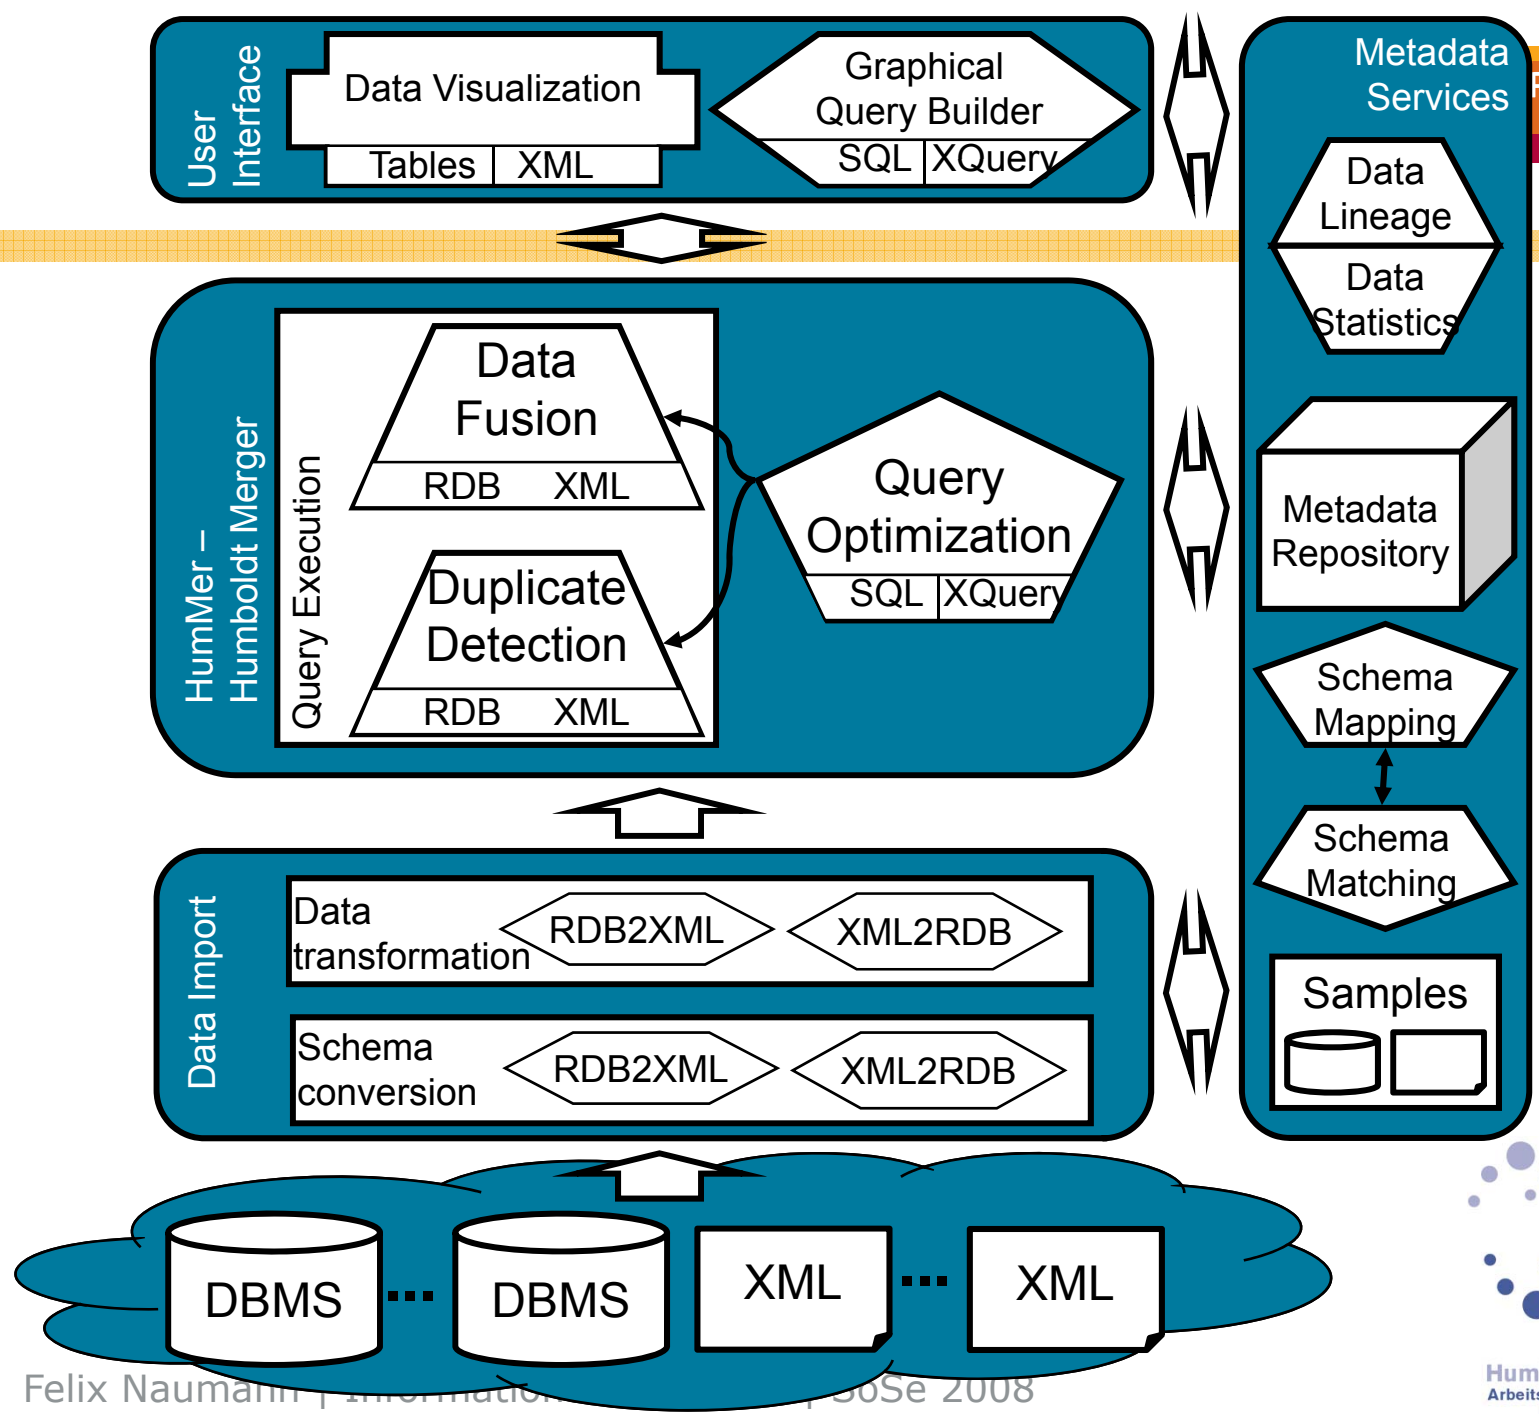 User
Interface
Data Visualization
Tables XML
Graphical
Query Builder
SQL XQuery
Metadata
Services
Data
Lineage
Data
Statistics
Metadata
Repository
Schema
Mapping
Schema
Matching
Samples
HumMer –
Humboldt Merger
Query Execution
Data
Fusion
RDB XML
Duplicate
Detection
RDB XML
Query
Optimization
SQL XQuery
Data Import
Data
transformation
RDB2XML
XML2RDB
Schema
conversion
RDB2XML
XML2RDB
DBMS
...
DBMS
XML
...
XML
Felix Naumann | Information | SoSe 2008
Hum
Arbeits